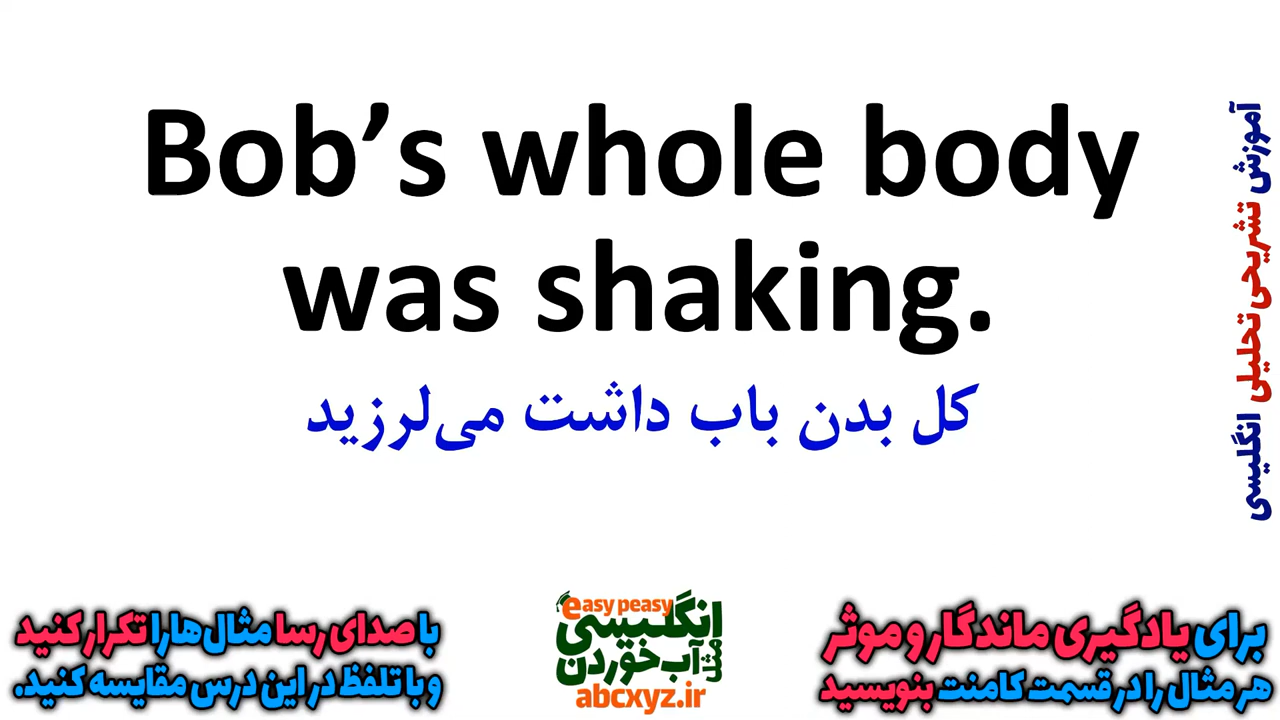 Bob’s whole body
was shaking.
کل بدن باب داشت می‌لرزید
آموزش تشریحی تحلیلی انگلیسی
برای یادگیری ماندگار و موثر
هر مثال را در قسمت کامنت بنویسید
easy peasy
انگلیسی
مثل آب خوردن
abcxyz.ir
با صدای رسا مثال‌ها را تکرار کنید
و با تلفظ در این درس مقایسه کنید.